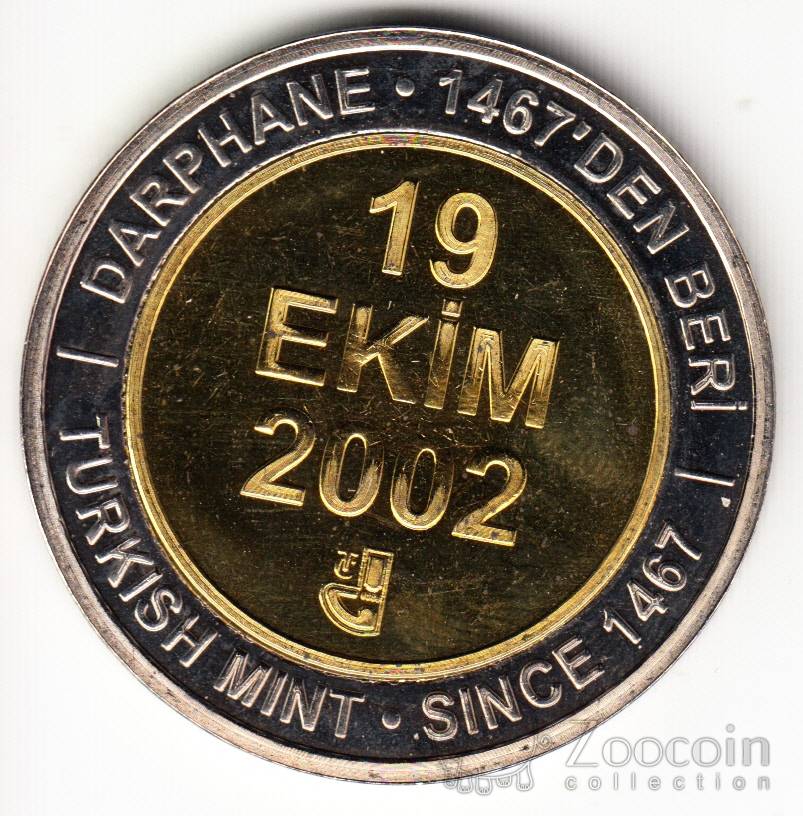 DARPHANE • 1467'DEN BERİ
19
EKİM
2002
TURKISH MINT • SINCE 1467
Zoocoin
collection